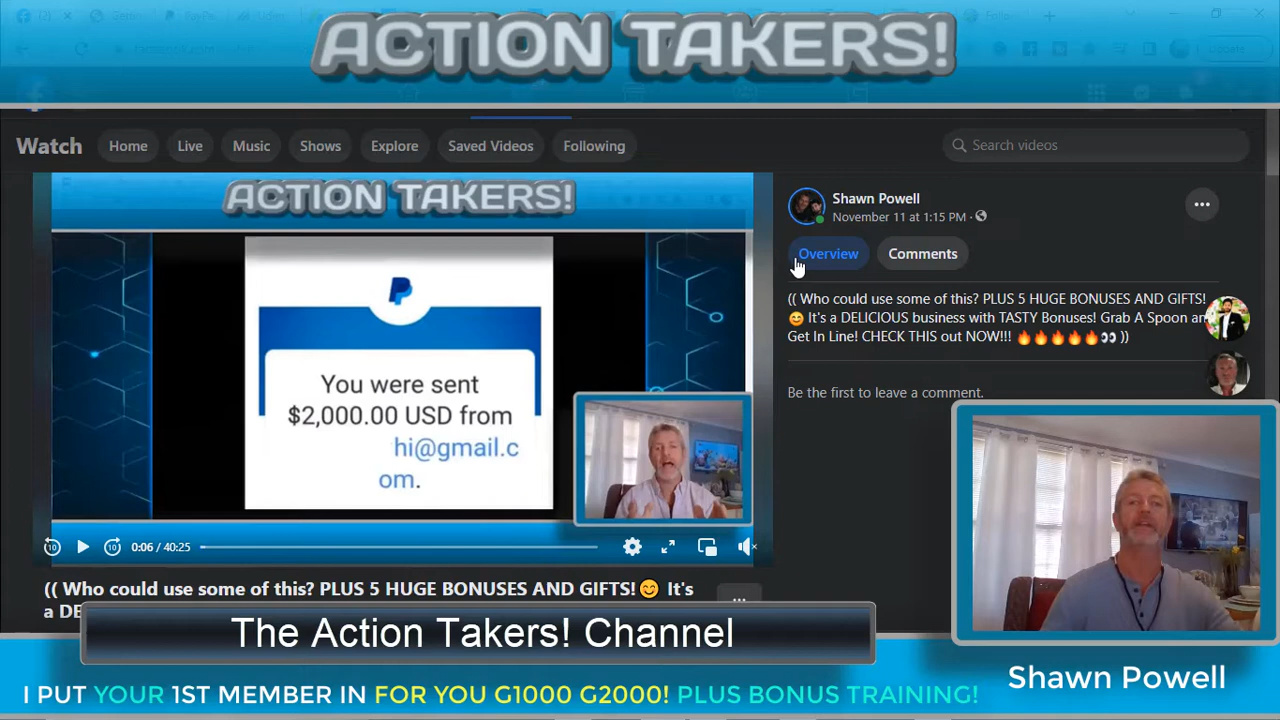 ACTION TAKERS!
Watch
Home
Live
Music
Shows
Explore
Saved Videos
Following
Search videos
ACTION TAKERS!
You were sent
$2,000.00 USD from
hi@gmail.c
om.
10
10
0:06 / 40:25
Shawn Powell
November 11 at 1:15 PM ·
Overview
Comments
(( Who could use some of this? PLUS 5 HUGE BONUSES AND GIFTS!
😊 It's a DELICIOUS business with TASTY Bonuses! Grab A Spoon an
Get In Line! CHECK THIS out NOW!!! 🔥🔥🔥🔥🔥👀 ))
Be the first to leave a comment.
(( Who could use some of this? PLUS 5 HUGE BONUSES AND GIFTS!😊 It's
a DE
The Action Takers! Channel
Shawn Powell
I PUT YOUR 1ST MEMBER IN FOR YOU G1000 G2000! PLUS BONUS TRAINING!